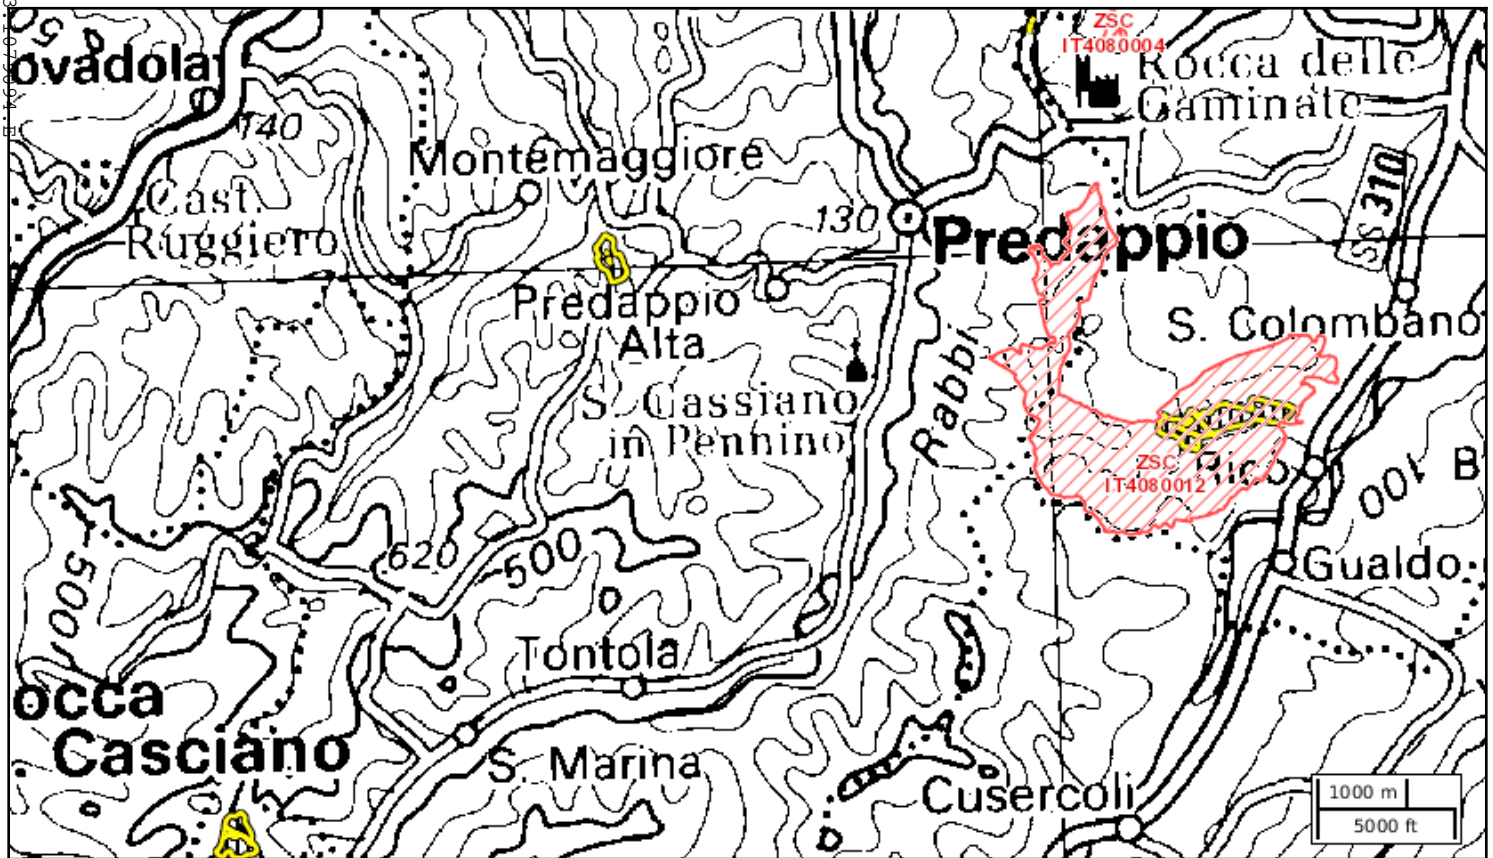 ZSC
IT4080004
ovadola
Rocca delle
Caminate
140
Montemaggiore
SS 310
Cast.
Ruggiero
130
Predappio
Predappio
Alta
S. Colombano
Rabbi
S. Cassiano
in Pennino
ZSC
IT4080012
100
B
620
500
500
Gualdo
Tontola
occa
Casciano
S. Marina
Cusercoli
1000 m
5000 ft